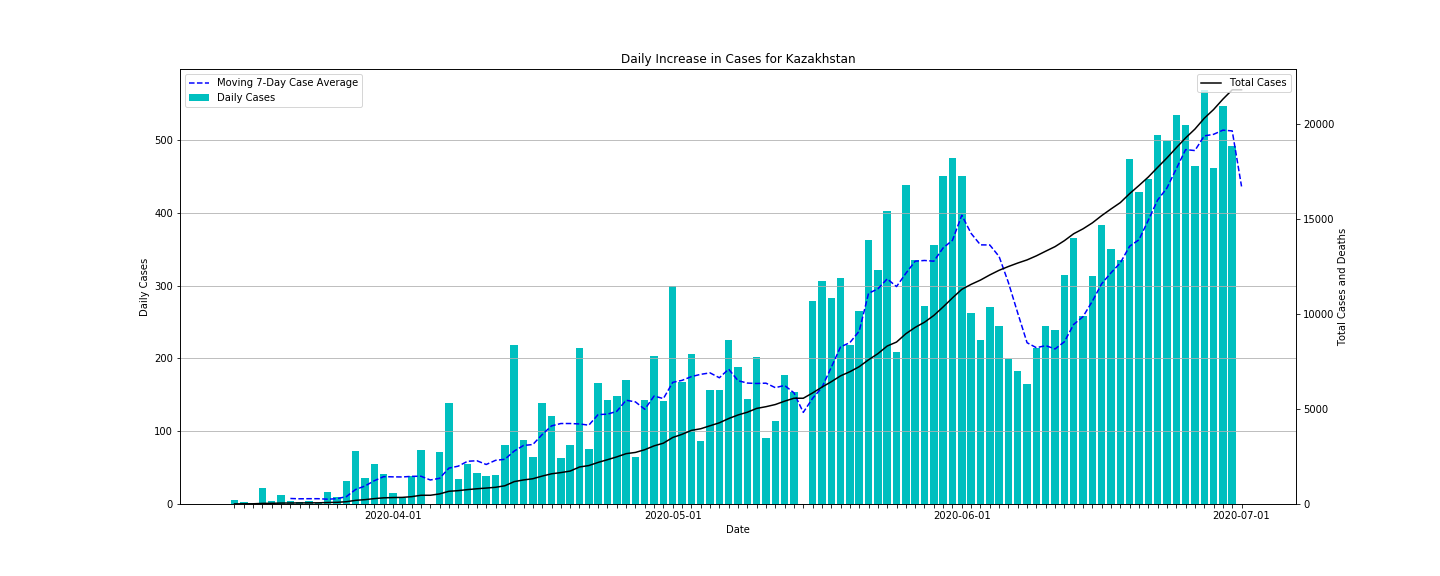 Daily Increase in Cases for Kazakhstan
Moving 7-Day Case Average
Daily Cases
Total Cases
500
400
300
200
100
0
Daily Cases
20000
15000
10000
5000
0
Total Cases and Deaths
2020-04-01
2020-05-01
2020-06-01
2020-07-01
Date